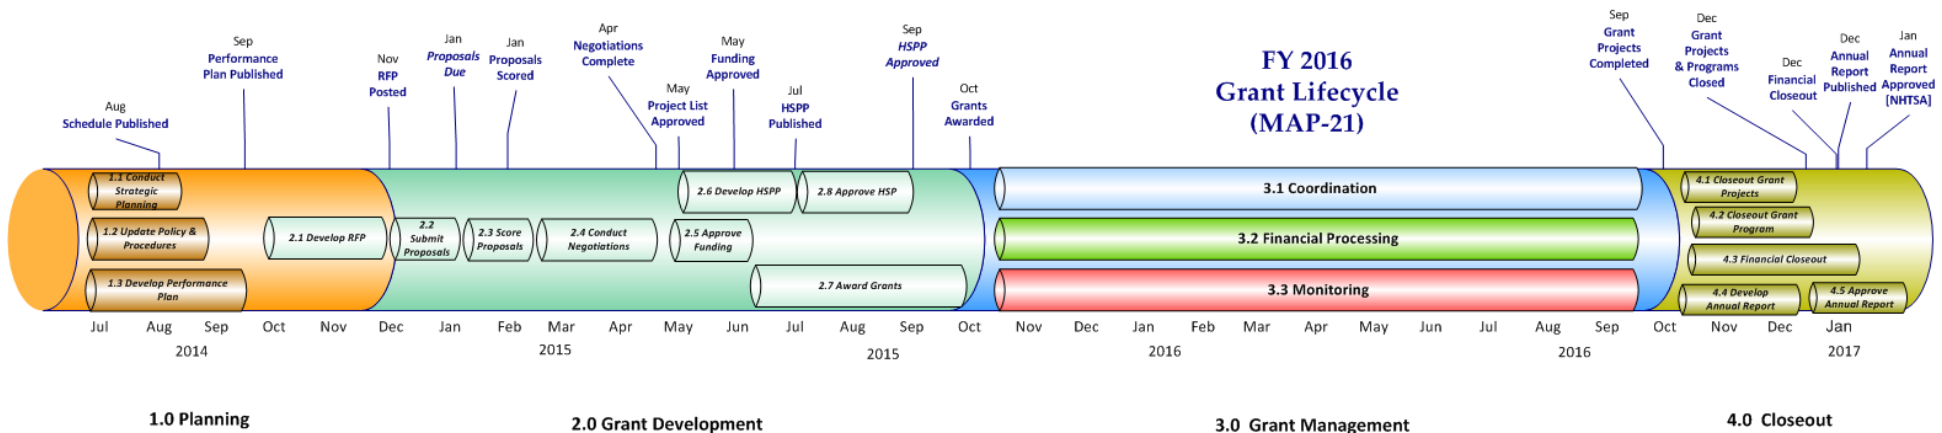 FY 2016
Grant Lifecycle
(MAP-21)
Aug
Schedule Published
Sep
Performance
Plan Published
Nov
RFP
Posted
Jan
Proposals
Due
Jan
Proposals
Scored
Apr
Negotiations
Complete
May
Project List
Approved
May
Funding
Approved
Jul
HSPP
Published
Sep
HSPP
Approved
Oct
Grants
Awarded
Sep
Grant
Projects
Completed
Dec
Grant
Projects
& Programs
Closed
Dec
Financial
Closeout
Dec
Annual
Report
Published
Jan
Annual
Report
Approved
[NHTSA]
1.1 Conduct
Strategic
Planning
1.2 Update Policy &
Procedures
1.3 Develop Performance
Plan
2.1 Develop RFP
2.2
Submit
Proposals
2.3 Score
Proposals
2.4 Conduct
Negotiations
2.5 Approve
Funding
2.6 Develop HSPP
2.8 Approve HSP
2.7 Award Grants
3.1 Coordination
3.2 Financial Processing
3.3 Monitoring
4.1 Closeout Grant
Projects
4.2 Closeout Grant
Program
4.3 Financial Closeout
4.4 Develop
Annual Report
4.5 Approve
Annual Report
Jul Aug Sep Oct Nov Dec Jan Feb Mar Apr May Jun Jul Aug Sep Oct Nov Dec Jan Feb Mar Apr May Jun Jul Aug Sep Oct Nov Dec Jan
2014 2015 2015 2016 2016 2017
1.0 Planning
2.0 Grant Development
3.0 Grant Management
4.0 Closeout